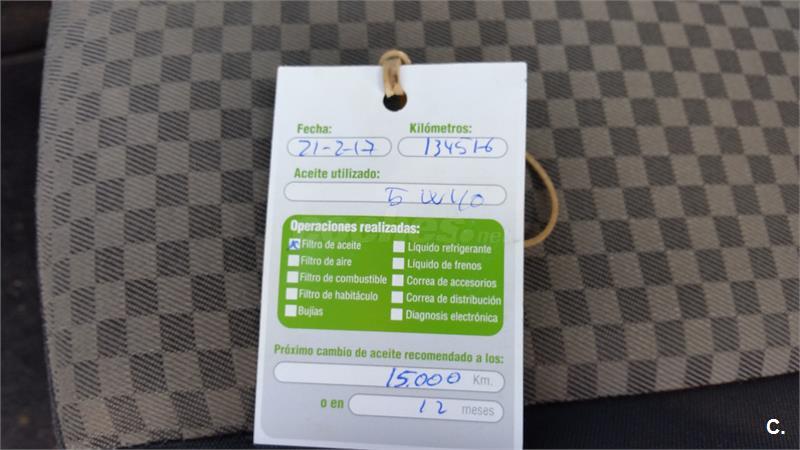 Fecha: Kilómetros:
21-2-17 134516
Aceite utilizado:
5W40
Operaciones realizadas:
Filtro de aceite Líquido refrigerante
Filtro de aire Líquido de frenos
Filtro de combustible Correa de accesorios
Filtro de habitáculo Correa de distribución
Bujías Diagnosis electrónica
Próximo cambio de aceite recomendado a los:
15.000 Km.
o en 12 meses
C.